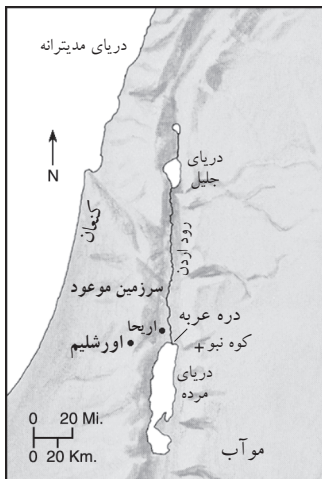 دریای مدیترانه
N
دریای
جلیل
کنعان
رود اردن
سرزمین موعود
دره عربه
اریحا
کوه نبو
اورشلیم
دریای
مرده
موآب
0 20 Mi.
0 20 Km.